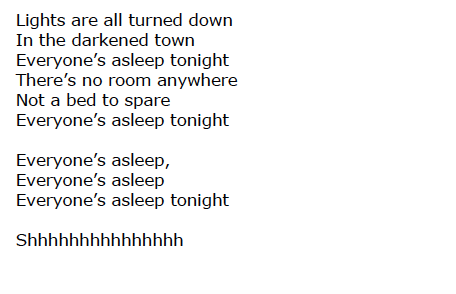 Lights are all turned down
In the darkened town
Everyone’s asleep tonight
There’s no room anywhere
Not a bed to spare
Everyone’s asleep tonight

Everyone’s asleep,
Everyone’s asleep
Everyone’s asleep tonight

Shhhhhhhhhhhhhhh